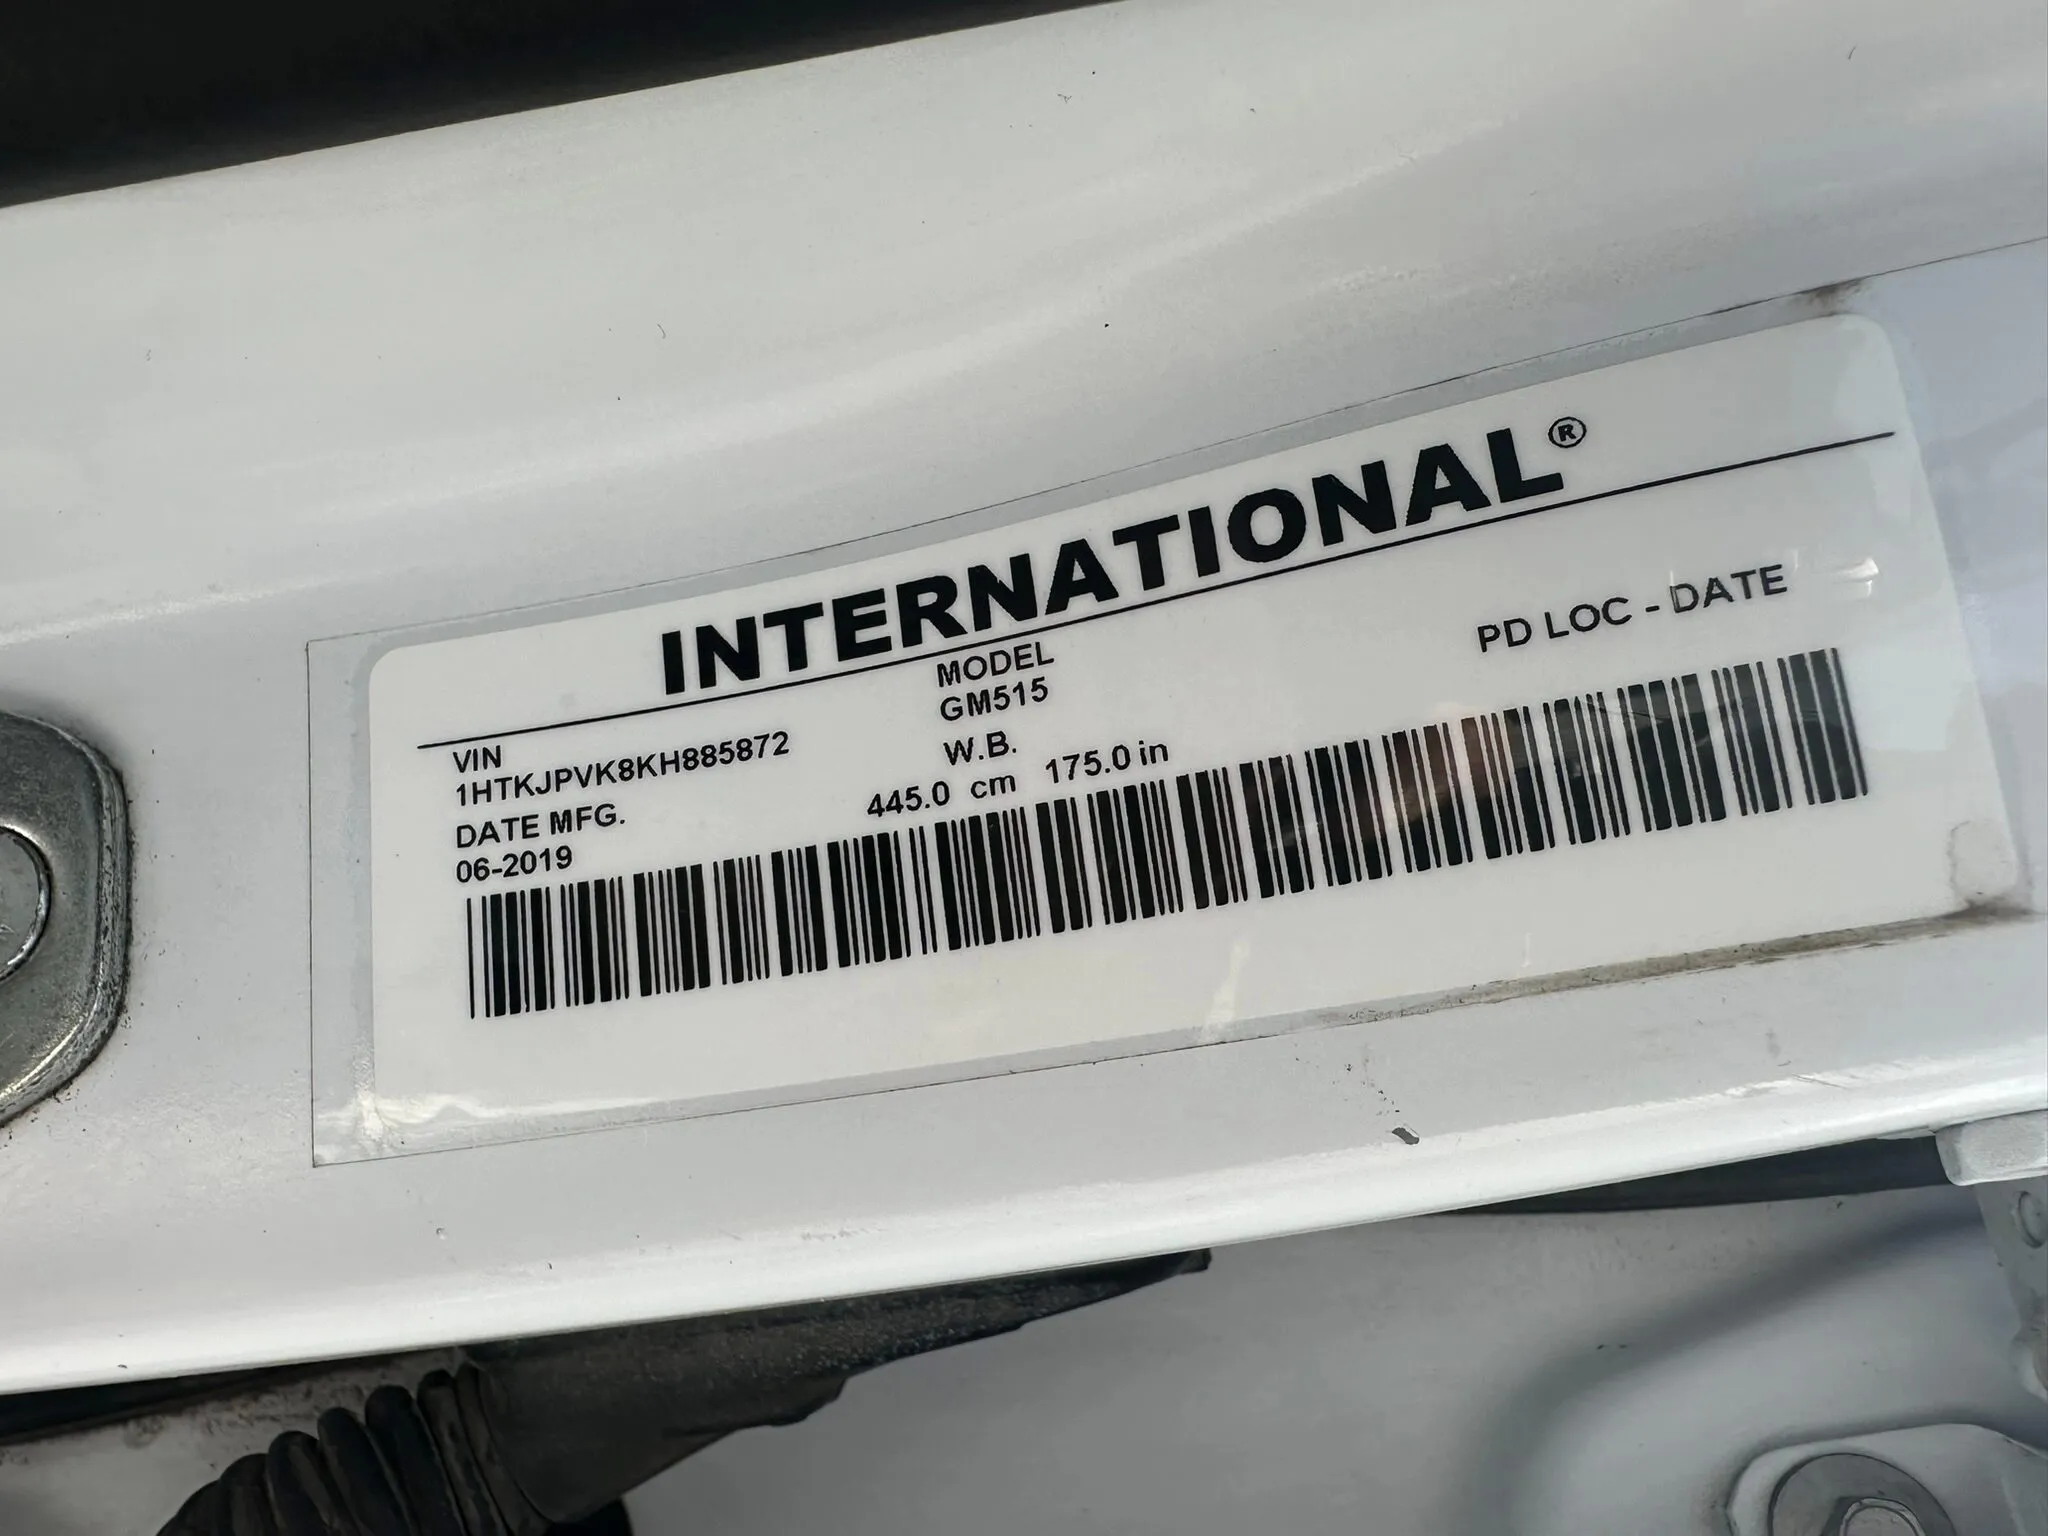 INTERNATIONAL®
VIN
1HTKJPVK8KH885872
DATE MFG.
06-2019
MODEL
GM515
W.B.
445.0 cm 175.0 in
PD LOC - DATE